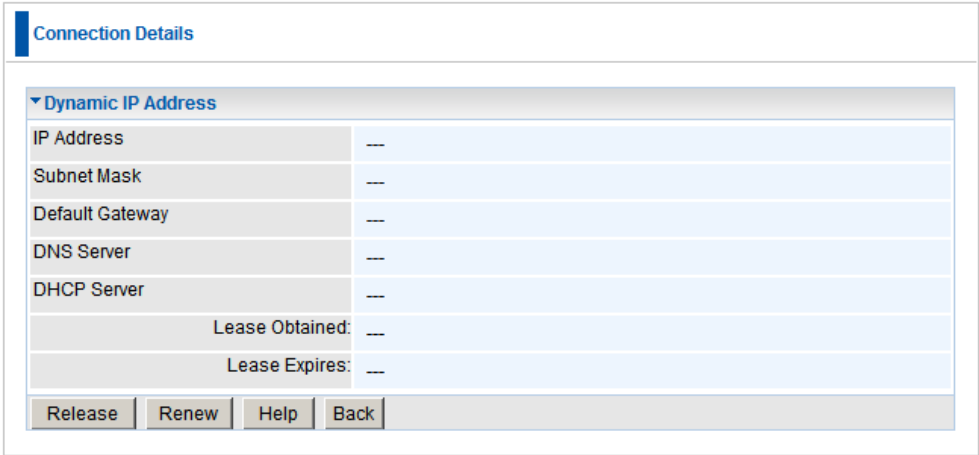 Connection Details
Dynamic IP Address
IP Address ---
Subnet Mask ---
Default Gateway ---
DNS Server ---
DHCP Server ---
Lease Obtained: ---
Lease Expires: ---
Release Renew Help Back